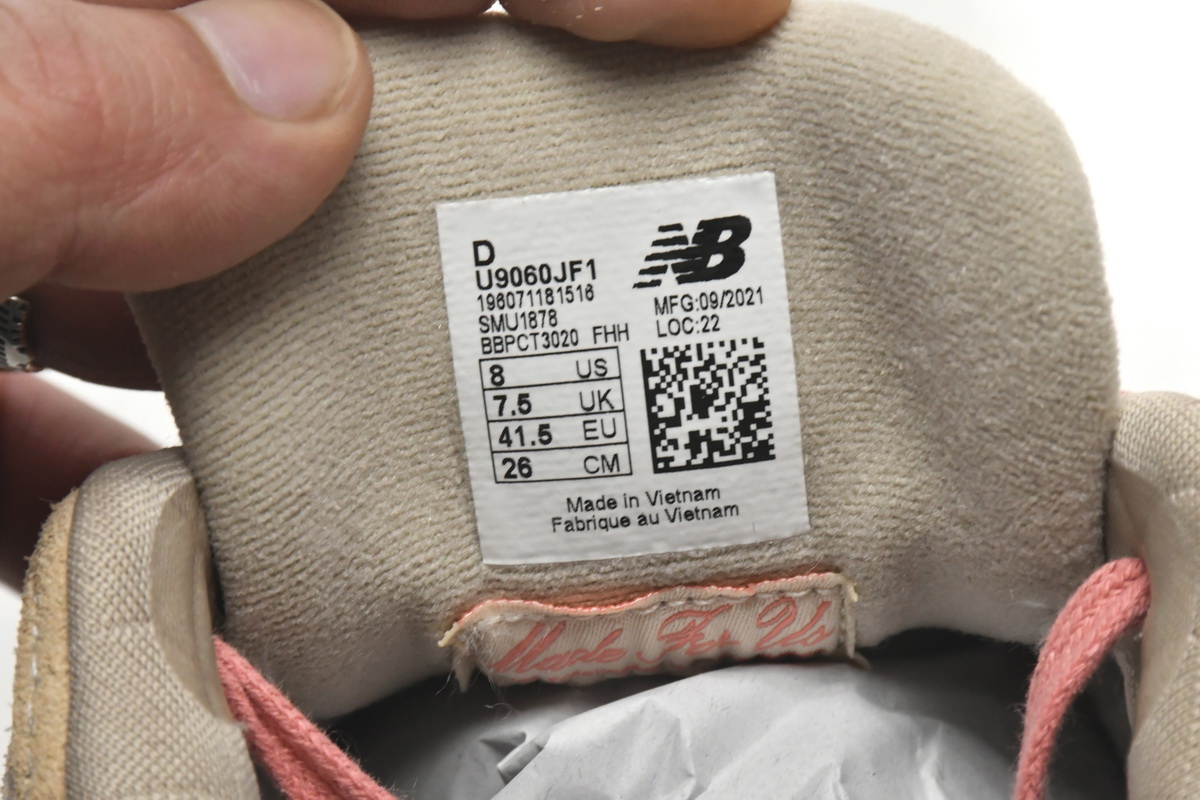 D
U9060JF1
196071181516
SMU1878
BBPCT3020 FHH
8 US
7.5 UK
41.5 EU
26 CM
NB
MFG:09/2021
LOC:22
Made in Vietnam
Fabrique au Vietnam
Made For Us